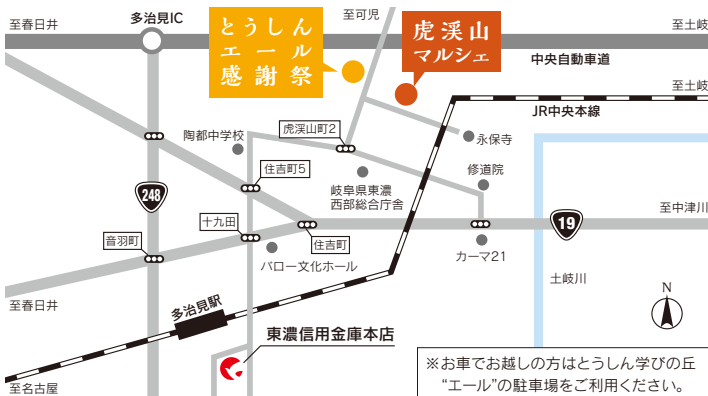 至春日井
多治見IC
とうしん
エール
感謝祭
至可児
虎渓山
マルシェ
至土岐
中央自動車道
至土岐
JR中央本線
陶都中学校
虎渓山町2
永保寺
住吉町5
岐阜県東濃
西部総合庁舎
修道院
248
十九田
音羽町
住吉町
19
至中津川
バロー文化ホール
カーマ21
土岐川
至春日井
多治見駅
N
東濃信用金庫本店
至名古屋
※お車でお越しの方はとうしん学びの丘
“エール”の駐車場をご利用ください。